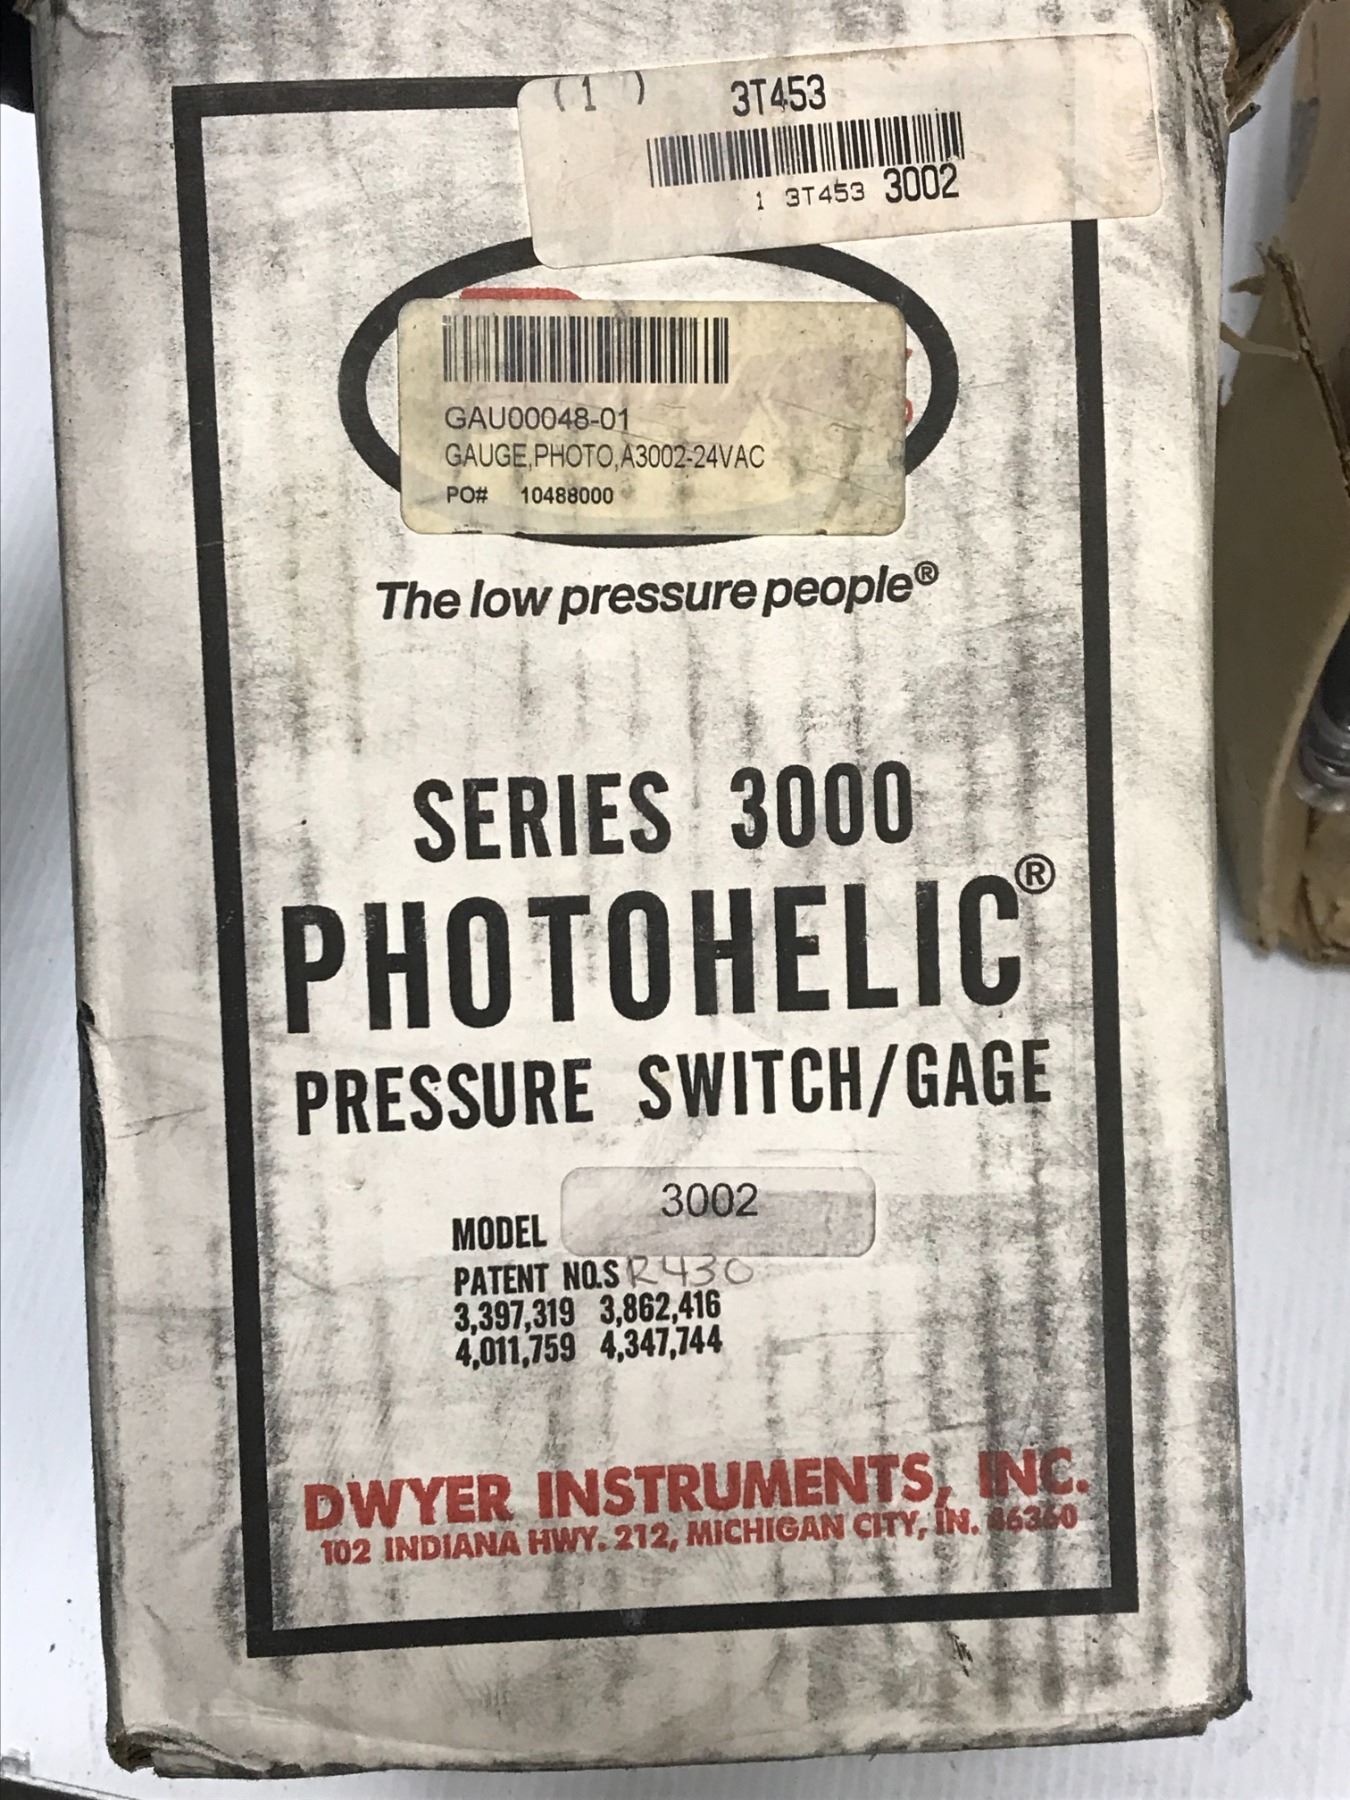 ( 1 ) 3T453
1 3T453 3002
GAU00048-01
GAUGE,PHOTO,A3002-24VAC
PO# 10488000
The low pressure people®
SERIES 3000
PHOTOHELIC®
PRESSURE SWITCH/GAGE
MODEL 3002
PATENT NO.S R430
3,397,319 3,862,416
4,011,759 4,347,744
DWYER INSTRUMENTS, INC.
102 INDIANA HWY. 212, MICHIGAN CITY, IN. 46360